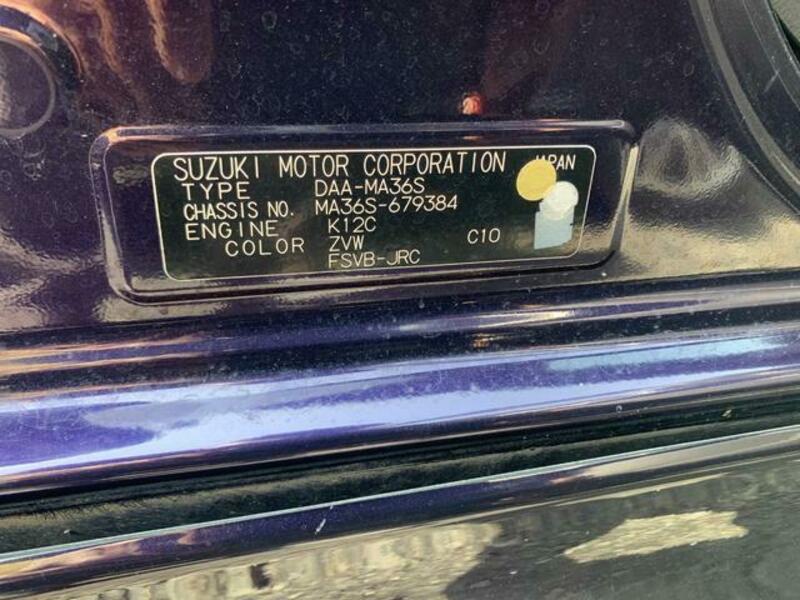 SUZUKI MOTOR CORPORATION JAPAN
TYPE DAA-MA36S
CHASSIS NO. MA36S-679384
ENGINE K12C
COLOR ZVW C10
FSVB-JRC